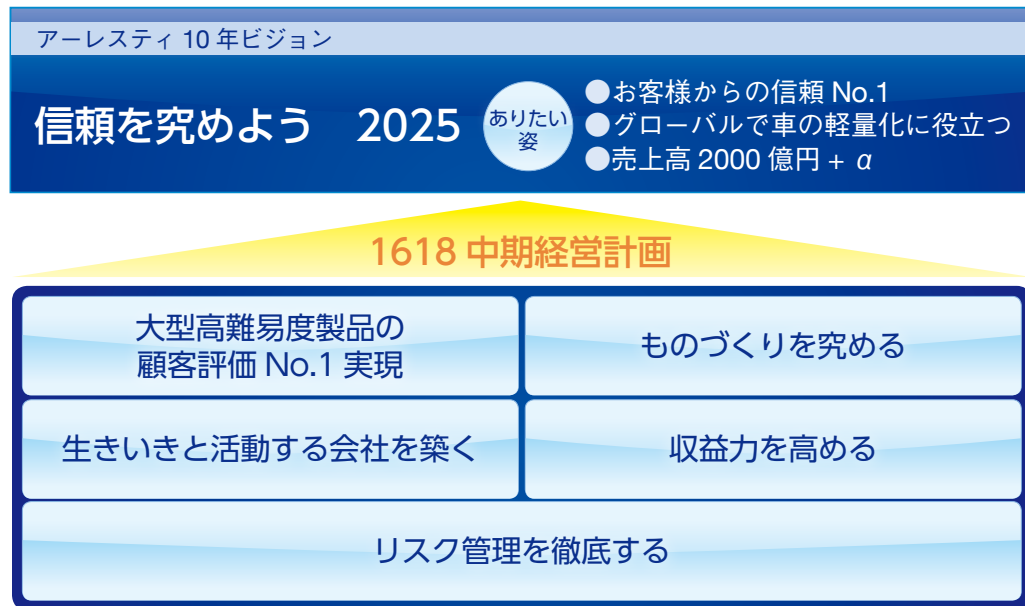 アーレスティ 10 年ビジョン
信頼を究めよう 2025
ありたい
姿
●お客様からの信頼 No.1
●グローバルで車の軽量化に役立つ
●売上高 2000 億円 + α
1618 中期経営計画
大型高難易度製品の
顧客評価 No.1 実現
ものづくりを究める
生きいきと活動する会社を築く
収益力を高める
リスク管理を徹底する